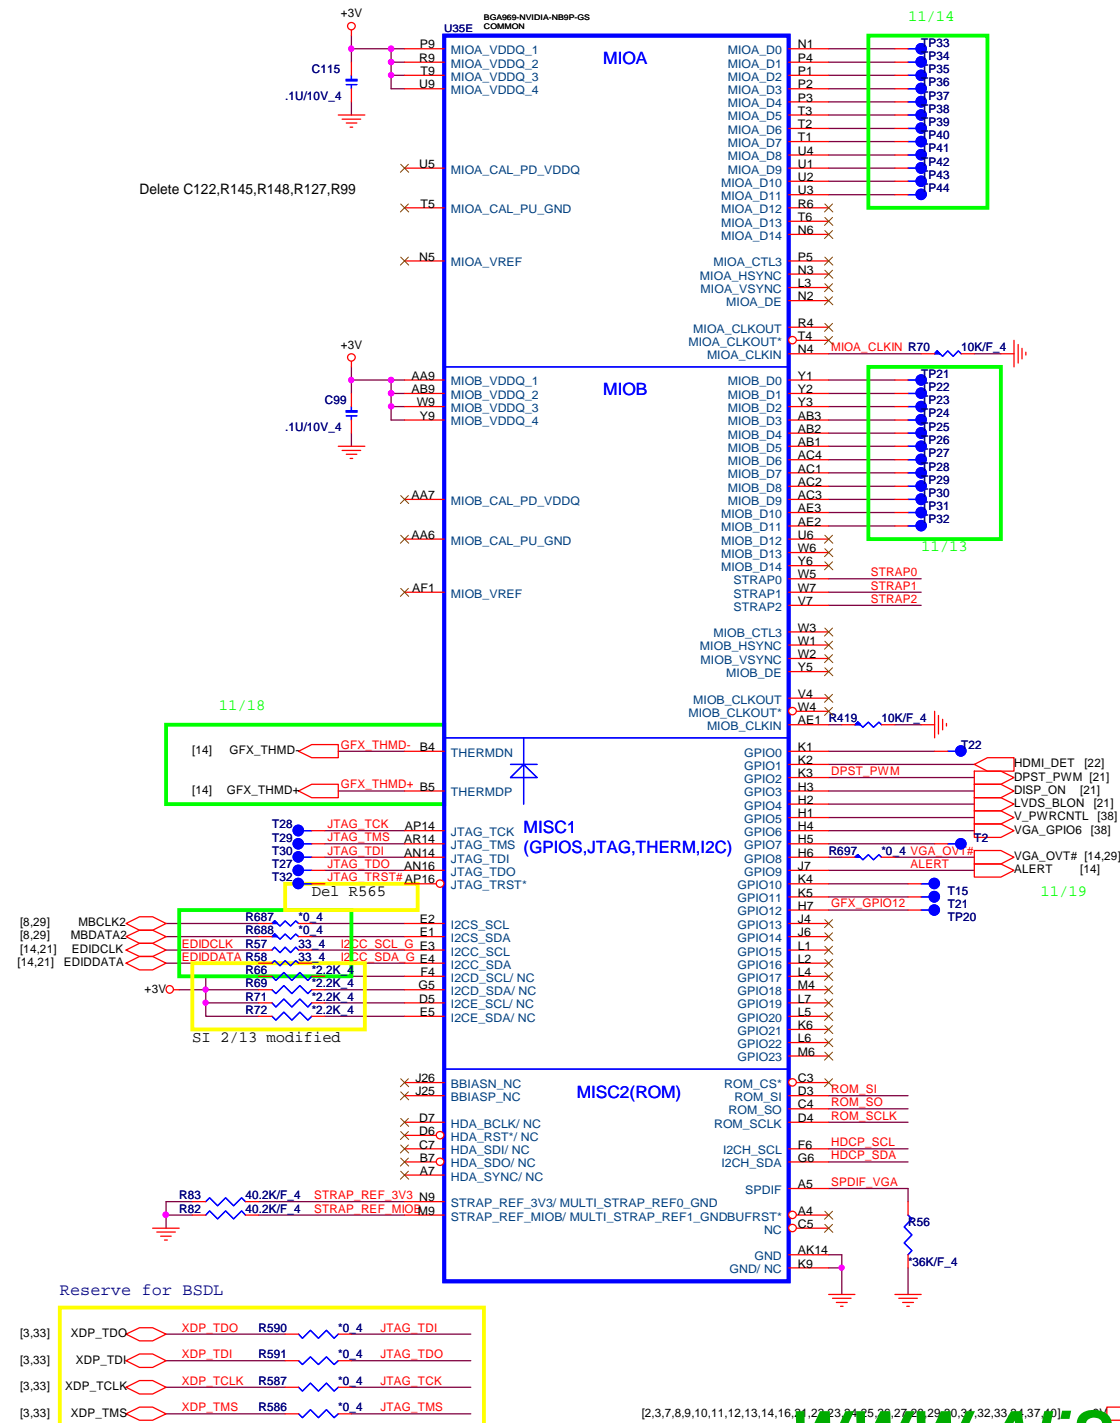 +3V
U35E
BGA969-NVIDIA-NB9P-GS
COMMON
11/14
C115
.1U/10V_4
Delete C122,R145,R148,R127,R99
MIOA
P9 MIOA_VDDQ_1
R9 MIOA_VDDQ_2
T9 MIOA_VDDQ_3
U9 MIOA_VDDQ_4
U5 MIOA_CAL_PD_VDDQ
T5 MIOA_CAL_PU_GND
N5 MIOA_VREF
MIOA_D0 N1 TP33
MIOA_D1 P4 TP34
MIOA_D2 P1 TP35
MIOA_D3 P2 TP36
MIOA_D4 P3 TP37
MIOA_D5 T3 TP38
MIOA_D6 T2 TP39
MIOA_D7 T1 TP40
MIOA_D8 U4 TP41
MIOA_D9 U1 TP42
MIOA_D10 U2 TP43
MIOA_D11 U3 TP44
MIOA_D12 R6
MIOA_D13 T6
MIOA_D14 N6
MIOA_CTL3 P5
MIOA_HSYNC N3
MIOA_VSYNC L3
MIOA_DE N2
MIOA_CLKOUT R4
MIOA_CLKOUT* T4
MIOA_CLKIN N4 MIOA_CLKIN R70 10K/F_4
+3V
C99
.1U/10V_4
MIOB
AA9 MIOB_VDDQ_1
AB9 MIOB_VDDQ_2
W9 MIOB_VDDQ_3
Y9 MIOB_VDDQ_4
AA7 MIOB_CAL_PD_VDDQ
AA6 MIOB_CAL_PU_GND
AF1 MIOB_VREF
MIOB_D0 Y1 TP21
MIOB_D1 Y2 TP22
MIOB_D2 Y3 TP23
MIOB_D3 AB3 TP24
MIOB_D4 AB2 TP25
MIOB_D5 AB1 TP26
MIOB_D6 AC4 TP27
MIOB_D7 AC1 TP28
MIOB_D8 AC2 TP29
MIOB_D9 AC3 TP30
MIOB_D10 AE3 TP31
MIOB_D11 AE2 TP32
MIOB_D12 U6
MIOB_D13 W6
MIOB_D14 Y6
11/13
STRAP0 W5 STRAP0
STRAP1 W7 STRAP1
STRAP2 V7 STRAP2
MIOB_CTL3 W3
MIOB_HSYNC W1
MIOB_VSYNC W2
MIOB_DE Y5
MIOB_CLKOUT V4
MIOB_CLKOUT* W4
MIOB_CLKIN AE1 R419 10K/F_4
11/18
[14] GFX_THMD- GFX_THMD- B4 THERMDN
[14] GFX_THMD+ GFX_THMD+ B5 THERMDP
MISC1
(GPIOS,JTAG,THERM,I2C)
T28 JTAG_TCK AP14 JTAG_TCK
T29 JTAG_TMS AR14 JTAG_TMS
T30 JTAG_TDI AN14 JTAG_TDI
T27 JTAG_TDO AN16 JTAG_TDO
T32 JTAG_TRST# AP16 JTAG_TRST*
Del R565
[8,29] MBCLK2 R687 *0_4 E2 I2CS_SCL
[8,29] MBDATA2 R688 *0_4 E1 I2CS_SDA
[14,21] EDIDCLK EDIDCLK R57 33_4 I2CC_SCL_G E3 I2CC_SCL
[14,21] EDIDDATA EDIDDATA R58 33_4 I2CC_SDA_G E4 I2CC_SDA
R66 *2.2K_4 F4 I2CD_SCL/ NC
+3V R69 *2.2K_4 G5 I2CD_SDA/ NC
R71 *2.2K_4 D5 I2CE_SCL/ NC
R72 *2.2K_4 E5 I2CE_SDA/ NC
SI 2/13 modified
GPIO0 K1 T22
GPIO1 K2 HDMI_DET [22]
GPIO2 K3 DPST_PWM DPST_PWM [21]
GPIO3 H3 DISP_ON [21]
GPIO4 H2 LVDS_BLON [21]
GPIO5 H1 V_PWRCNTL [38]
GPIO6 H4 VGA_GPIO6 [38]
GPIO7 H5 T2
GPIO8 H6 R697 *0_4 VGA_OVT# VGA_OVT# [14,29]
GPIO9 J7 ALERT ALERT [14]
11/19
GPIO10 K4 T15
GPIO11 K5 T21
GPIO12 H7 GFX_GPIO12 TP20
GPIO13 J4
GPIO14 J6
GPIO15 L1
GPIO16 L2
GPIO17 L4
GPIO18 M4
GPIO19 L7
GPIO20 L5
GPIO21 K6
GPIO22 L6
GPIO23 M6
MISC2(ROM)
J26 BBIASN_NC
J25 BBIASP_NC
D7 HDA_BCLK/ NC
D6 HDA_RST*/ NC
C7 HDA_SDI/ NC
B7 HDA_SDO/ NC
A7 HDA_SYNC/ NC
R83 40.2K/F_4 STRAP_REF_3V3 N9 STRAP_REF_3V3/ MULTI_STRAP_REF0_GND
R82 40.2K/F_4 STRAP_REF_MIOB M9 STRAP_REF_MIOB/ MULTI_STRAP_REF1_GND
ROM_CS* C3
ROM_SI D3 ROM_SI
ROM_SO C4 ROM_SO
ROM_SCLK D4 ROM_SCLK
I2CH_SCL F6 HDCP_SCL
I2CH_SDA G6 HDCP_SDA
SPDIF A5 SPDIF_VGA
BUFRST* A4
NC C5
R56
*36K/F_4
GND AK14
GND/ NC K9
Reserve for BSDL
[3,33] XDP_TDO XDP_TDO R590 *0_4 JTAG_TDI
[3,33] XDP_TDI XDP_TDI R591 *0_4 JTAG_TDO
[3,33] XDP_TCLK XDP_TCLK R587 *0_4 JTAG_TCK
[3,33] XDP_TMS XDP_TMS R586 *0_4 JTAG_TMS